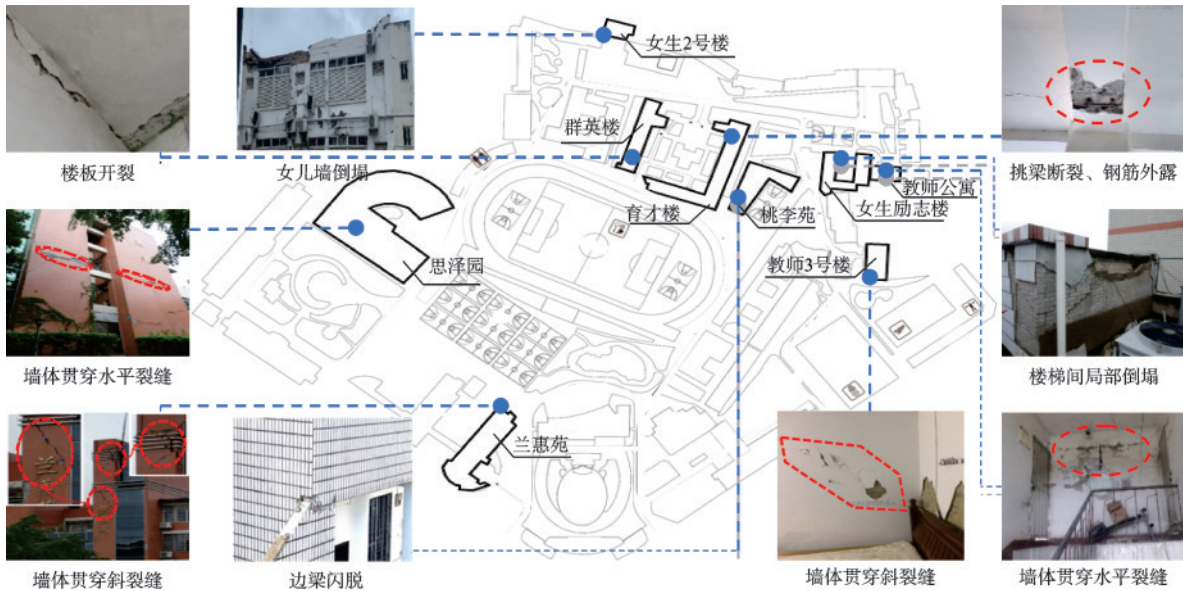 女生2号楼
群英楼
楼板开裂
女儿墙倒塌
挑梁断裂、钢筋外露
教师公寓
育才楼
桃李苑
女生励志楼
思泽园
教师3号楼
墙体贯穿水平裂缝
楼梯间局部倒塌
兰惠苑
兰
墙体贯穿斜裂缝
边梁闪脱
墙体贯穿斜裂缝
墙体贯穿水平裂缝